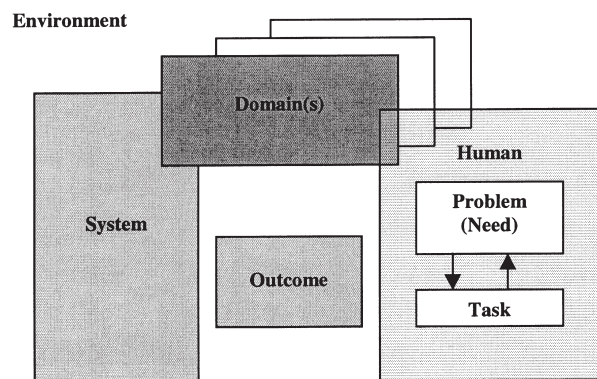 Environment
Domain(s)
Human
Problem
(Need)
System
Outcome
Task